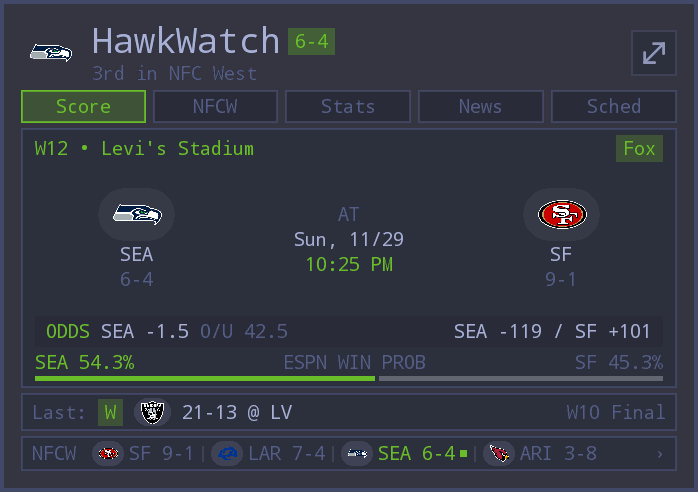 HawkWatch 6-4
3rd in NFC West
Score NFCW Stats News Sched
W12 • Levi's Stadium Fox
AT
Sun, 11/29
10:25 PM
SEA
6-4
SF
SF
9-1
ODDS SEA -1.5 O/U 42.5 SEA -119 / SF +101
SEA 54.3% ESPN WIN PROB SF 45.3%
Last: W 21-13 @ LV W10 Final
NFCW SF 9-1 | LAR 7-4 | SEA 6-4 | ARI 3-8 ›